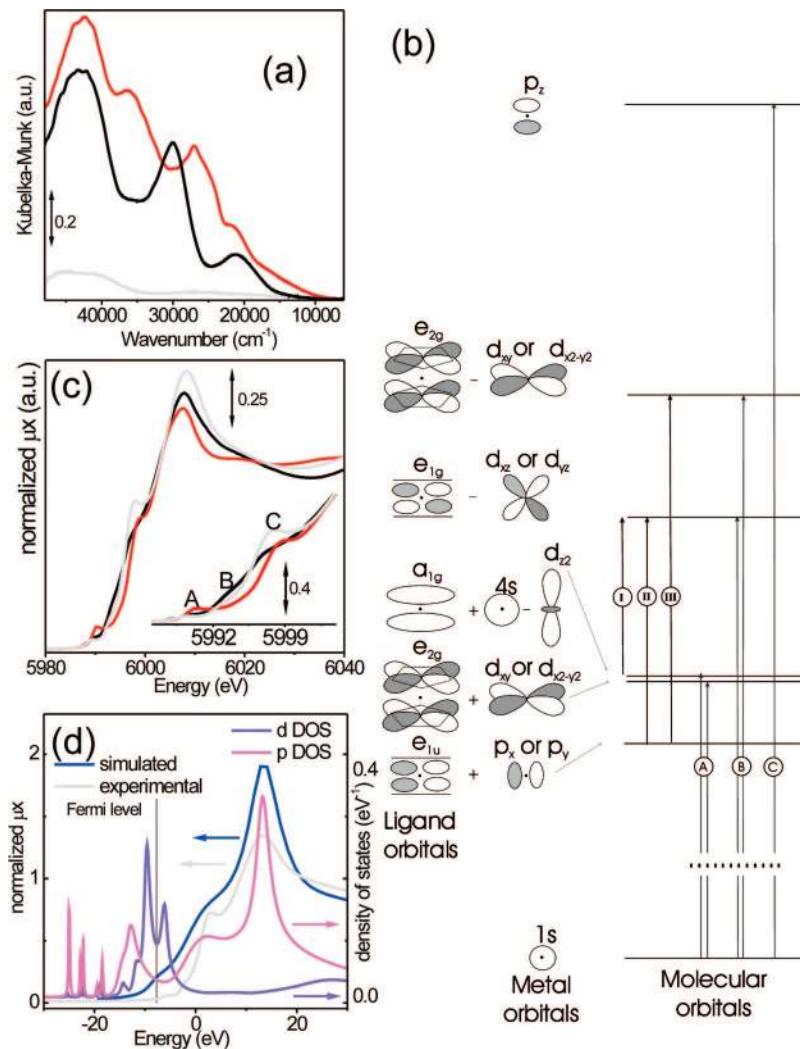 (a)
Kubelka-Munk (a.u.)
0.2
40000 30000 20000 10000
Wavenumber (cm-1)
(b)
pz
e2g
dxy or dx2-y2
−
e1g
dxz or dyz
−
a1g
4s
dz2
+ −
e2g
dxy or dx2-y2
+
e1u
px or py
+
Ligand
orbitals
1s
Metal
orbitals
Molecular
orbitals
I II III
A B C
(c)
normalized μx (a.u.)
0.25
A
B
C
0.4
5992 5999
5980 6000 6020 6040
Energy (eV)
(d)
d DOS
p DOS
simulated
experimental
Fermi level
normalized μx
2
1
0
0.4
0.0
density of states (eV-1)
-20 0 20
Energy (eV)